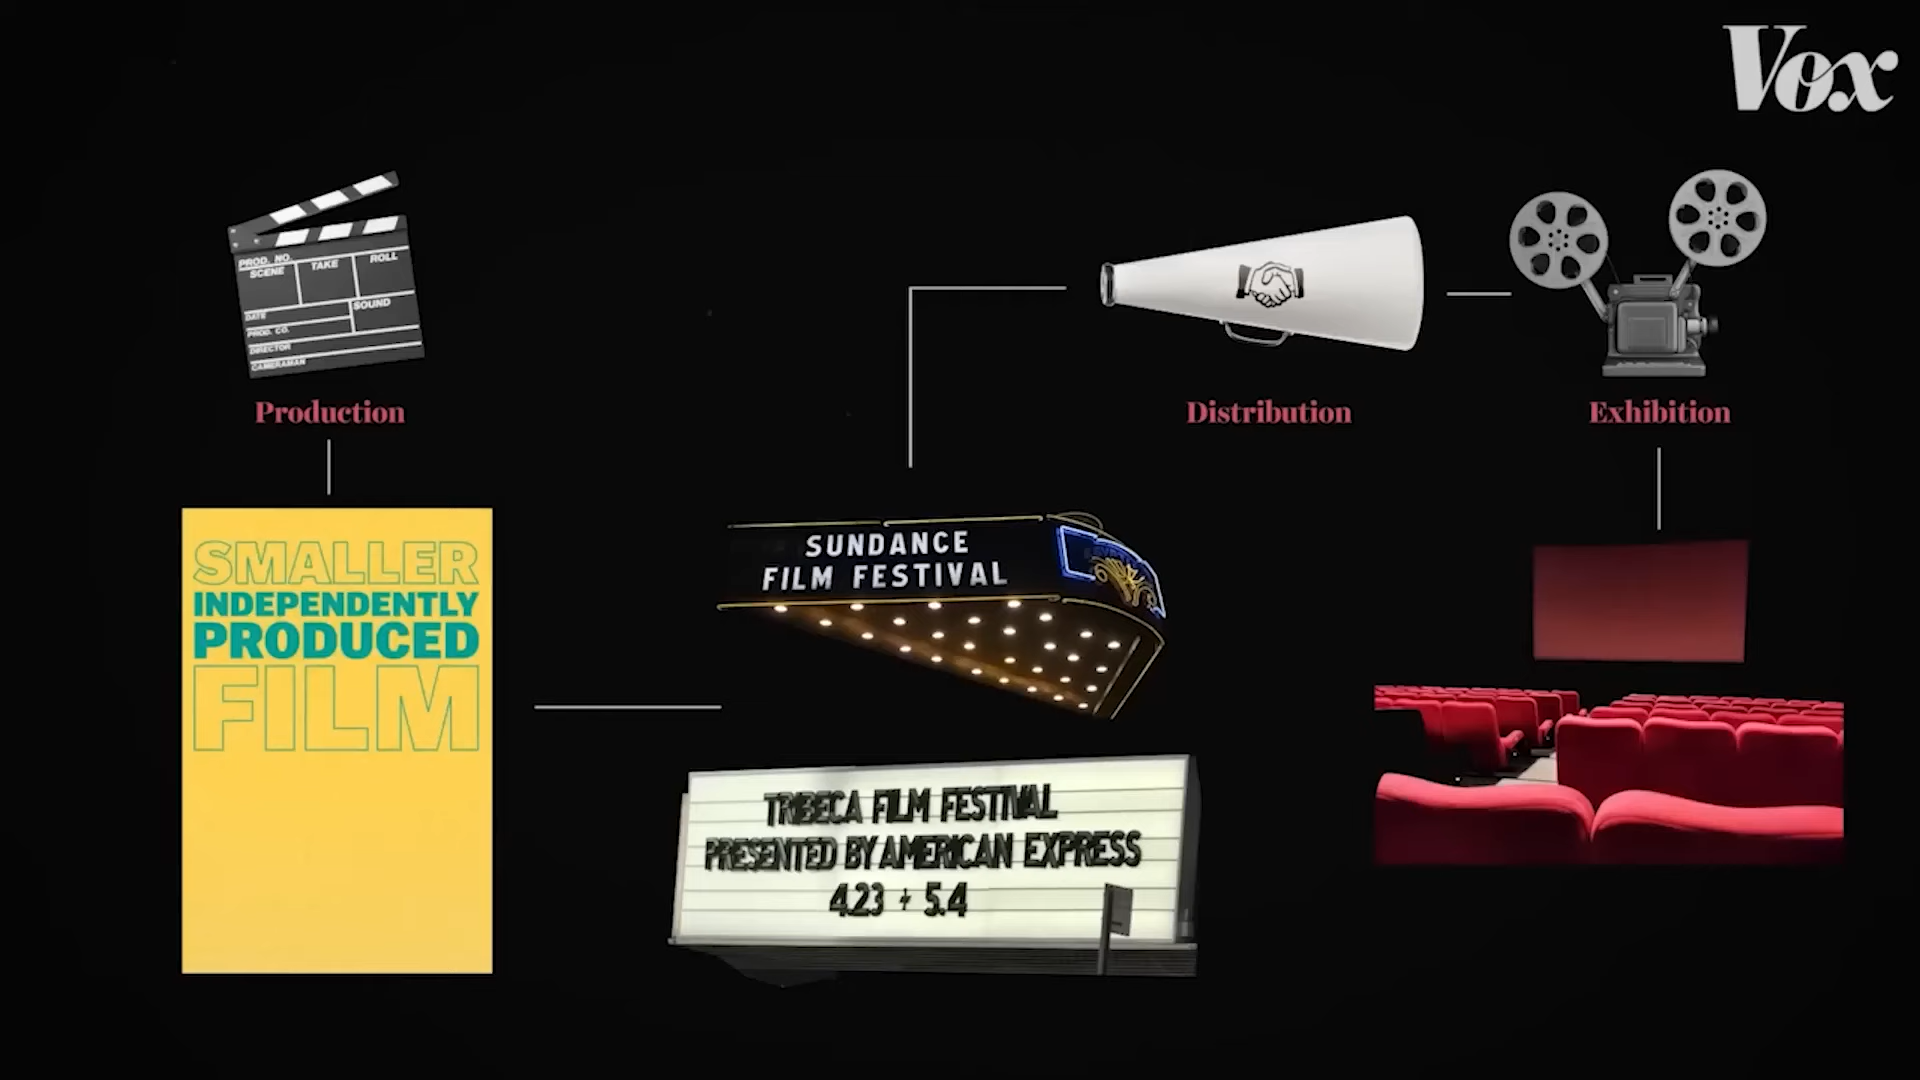 Vox
PROD. NO.
SCENE
TAKE
ROLL
SOUND
DATE
PROD. CO.
DIRECTOR
CAMERAMAN
Production
Distribution
Exhibition
SMALLER
INDEPENDENTLY
PRODUCED
FILM
SUNDANCE
FILM FESTIVAL
TRIBECA FILM FESTIVAL
PRESENTED BY AMERICAN EXPRESS
4.23 + 5.4